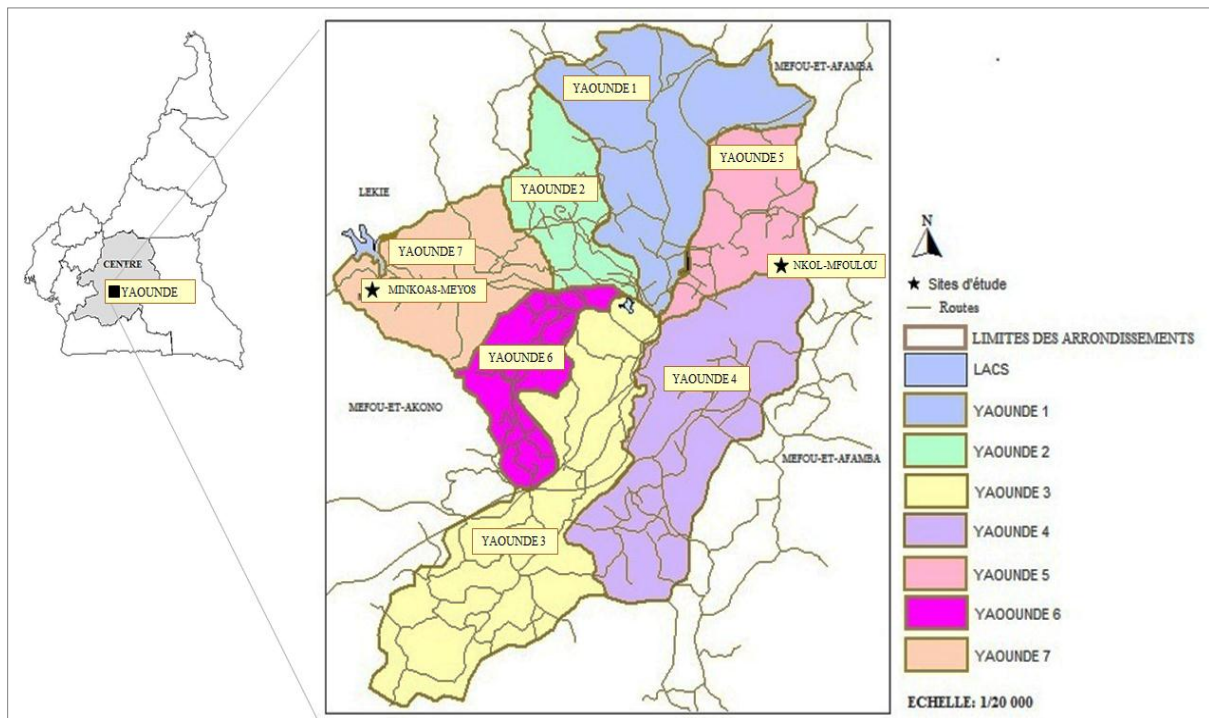 CENTRE
YAOUNDE
MEFOU-ET-AFAMBA
YAOUNDE 1
YAOUNDE 5
YAOUNDE 2
LEKIE
YAOUNDE 7
NKOL-MFOULOU
MINKOAS-MEYOS
YAOUNDE 6
YAOUNDE 4
MEFOU-ET-AKONO
MEFOU-ET-AFAMBA
YAOUNDE 3
N
Sites d'étude
Routes
LIMITES DES ARRONDISSEMENTS
LACS
YAOUNDE 1
YAOUNDE 2
YAOUNDE 3
YAOUNDE 4
YAOUNDE 5
YAOOUNDE 6
YAOUNDE 7
ECHELLE: 1/20 000